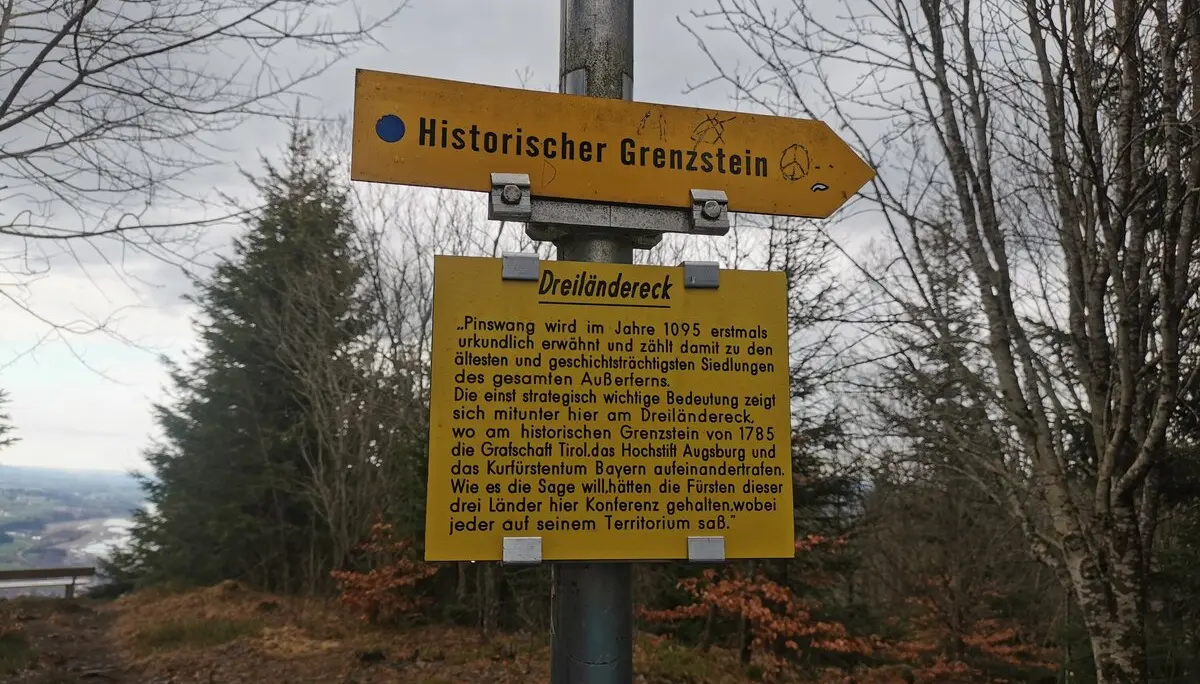 Historischer Grenzstein
Dreiländereck
„Pinswang wird im Jahre 1095 erstmals
urkundlich erwähnt und zählt damit zu den
ältesten und geschichtsträchtigsten Siedlungen
des gesamten Außerferns.
Die einst strategisch wichtige Bedeutung zeigt
sich mitunter hier am Dreiländereck,
wo am historischen Grenzstein von 1785
die Grafschaft Tirol,das Hochstift Augsburg und
das Kurfürstentum Bayern aufeinandertrafen.
Wie es die Sage will,hätten die Fürsten dieser
drei Länder hier Konferenz gehalten,wobei
jeder auf seinem Territorium saß.“